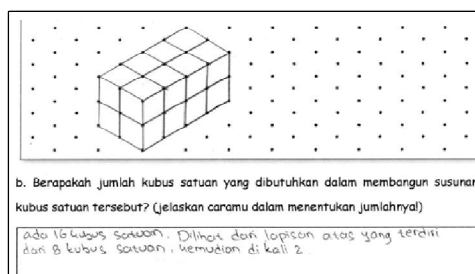 b. Berapakah jumlah kubus satuan yang dibutuhkan dalam membangun susunan
kubus satuan tersebut? (jelaskan caramu dalam menentukan jumlahnya!)
ada 16 kubus satuan. Dilihat dari lapisan atas yang terdiri
dari 8 kubus satuan, kemudian di kali 2.